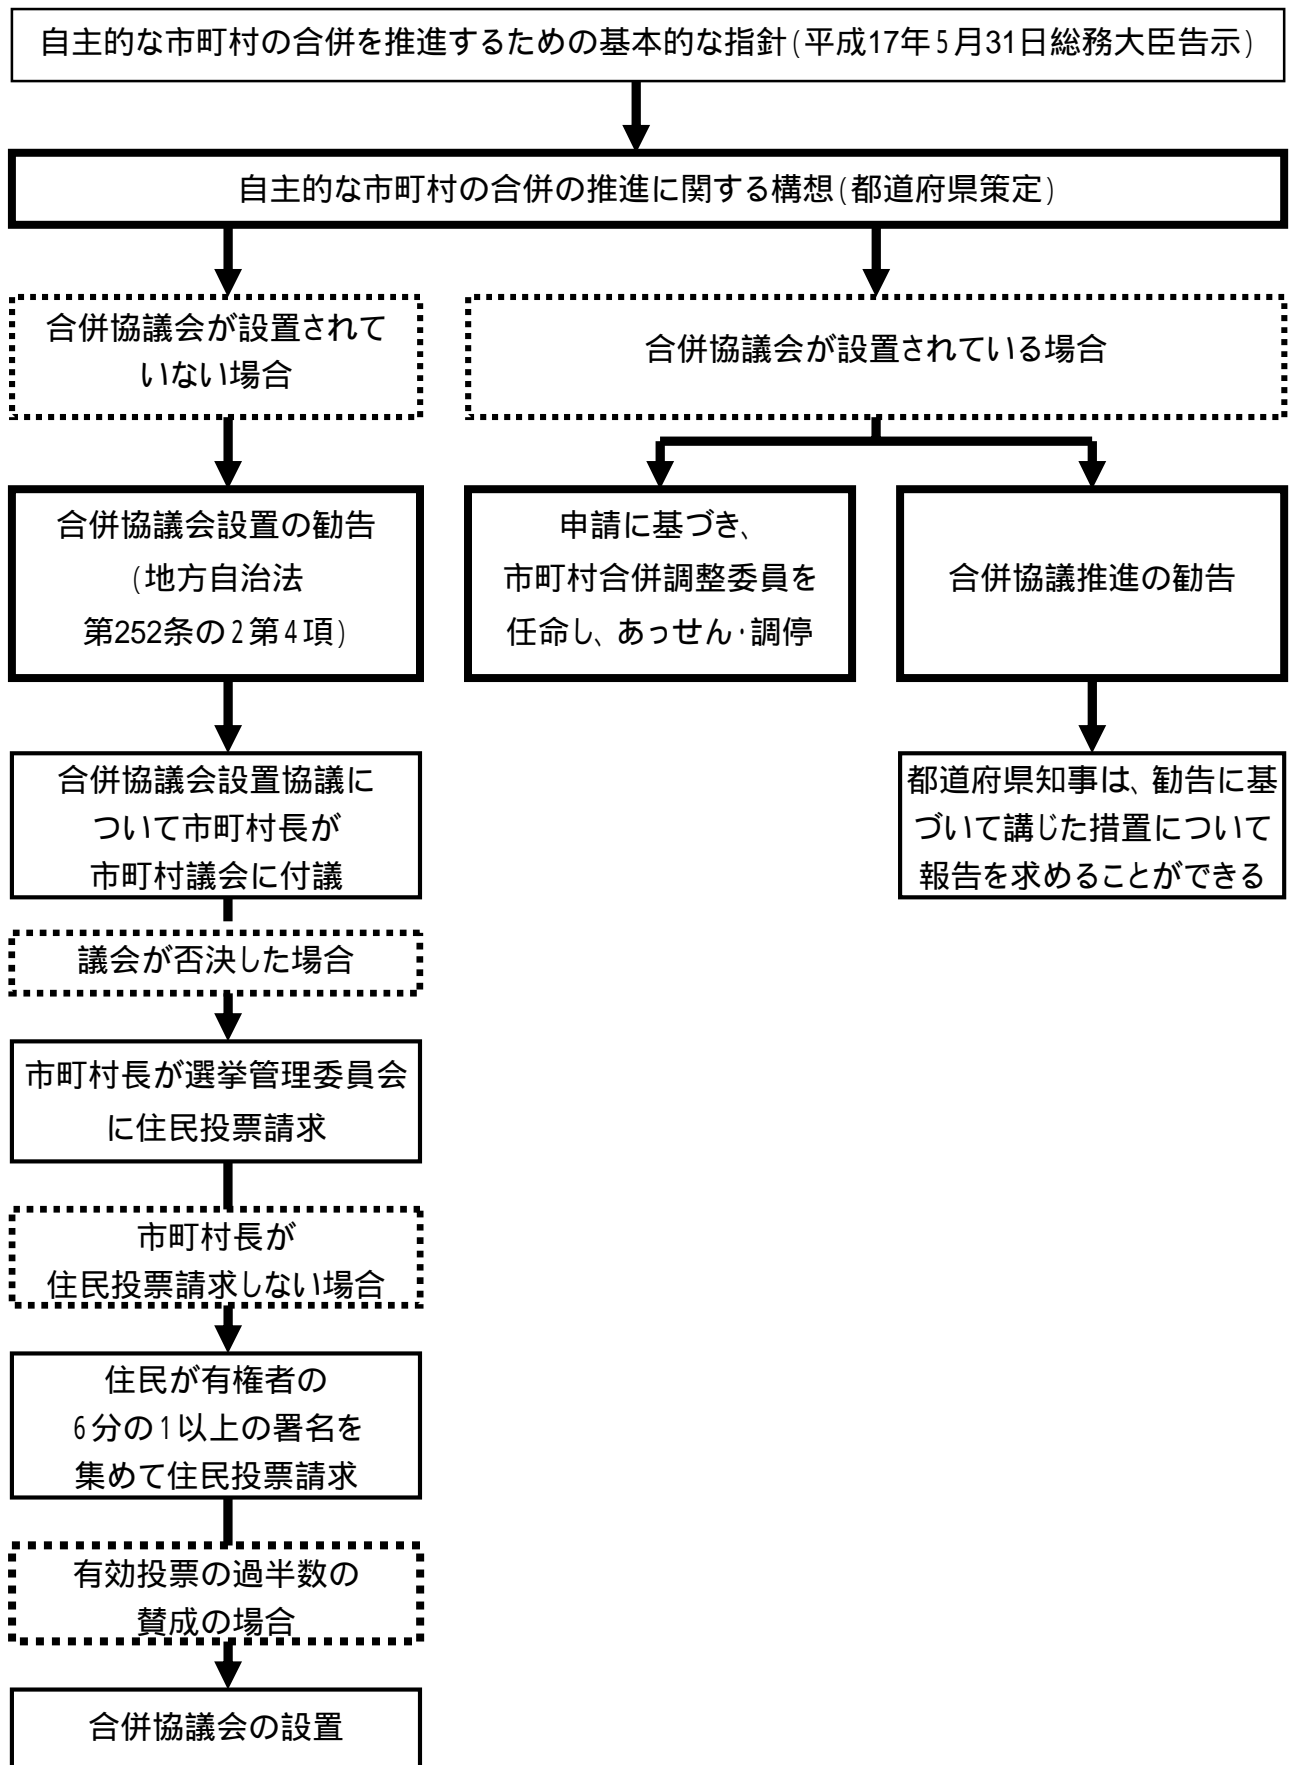 自主的な市町村の合併を推進するための基本的な指針(平成17年5月31日総務大臣告示)
自主的な市町村の合併の推進に関する構想(都道府県策定)
合併協議会が設置されて
いない場合
合併協議会が設置されている場合
合併協議会設置の勧告
(地方自治法
第252条の2第4項)
申請に基づき、
市町村合併調整委員を
任命し、あっせん・調停
合併協議推進の勧告
合併協議会設置協議に
ついて市町村長が
市町村議会に付議
都道府県知事は、勧告に基
づいて講じた措置について
報告を求めることができる
議会が否決した場合
市町村長が選挙管理委員会
に住民投票請求
市町村長が
住民投票請求しない場合
住民が有権者の
6分の1以上の署名を
集めて住民投票請求
有効投票の過半数の
賛成の場合
合併協議会の設置